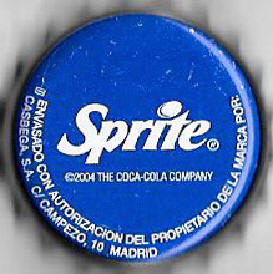 Sprite®
©2004 THE COCA-COLA COMPANY
ENVASADO CON AUTORIZACION DEL PROPIETARIO DE LA MARCA POR:
CASBEGA S.A. C/ CAMPEZO, 10 MADRID